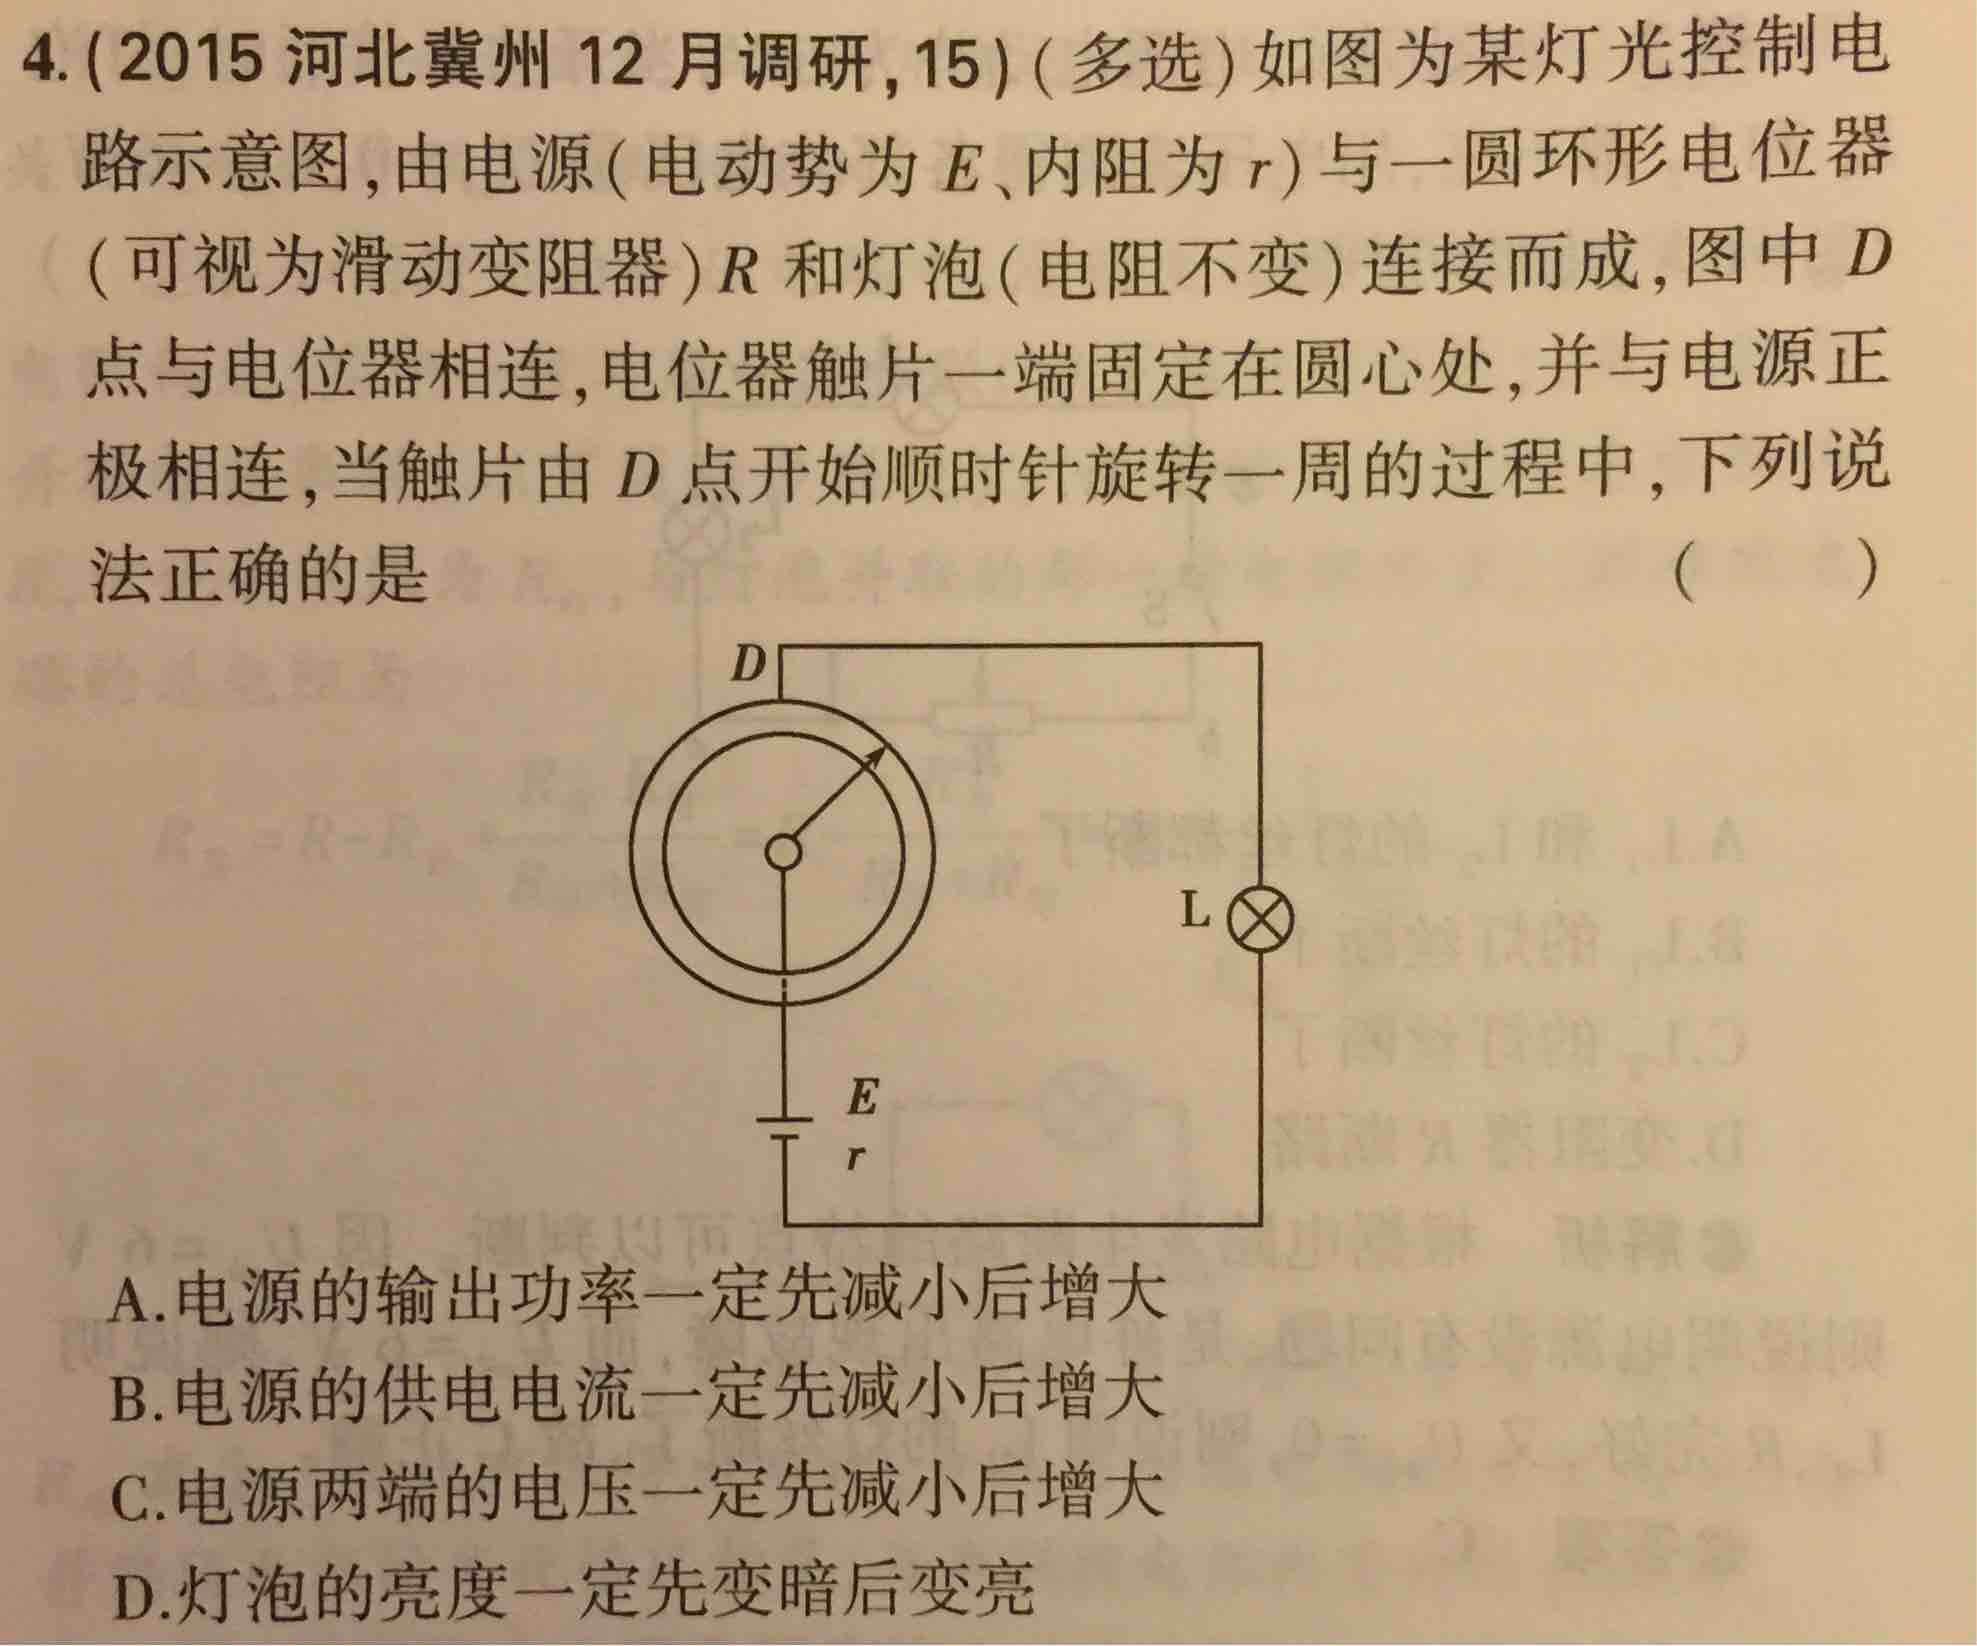 4.(2015 河北冀州 12 月调研,15)(多选)如图为某灯光控制电
路示意图,由电源(电动势为 E、内阻为 r)与一圆环形电位器
(可视为滑动变阻器)R 和灯泡(电阻不变)连接而成,图中 D
点与电位器相连,电位器触片一端固定在圆心处,并与电源正
极相连,当触片由 D 点开始顺时针旋转一周的过程中,下列说
法正确的是 (　　)
D
L
E
r
A.电源的输出功率一定先减小后增大
B.电源的供电电流一定先减小后增大
C.电源两端的电压一定先减小后增大
D.灯泡的亮度一定先变暗后变亮